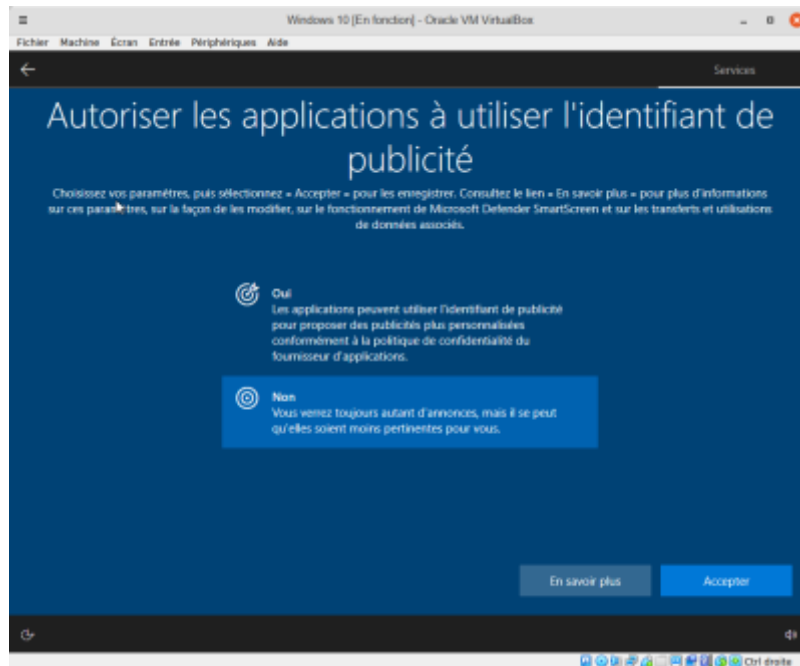 Windows 10 [En fonction] - Oracle VM VirtualBox
Fichier Machine Écran Entrée Périphériques Aide
Services
Autoriser les applications à utiliser l'identifiant de
publicité
Choisissez vos paramètres, puis sélectionnez « Accepter » pour les enregistrer. Consultez le lien « En savoir plus » pour plus d'informations
sur ces paramètres, sur la façon de les modifier, sur le fonctionnement de Microsoft Defender SmartScreen et sur les transferts et utilisations
de données associés.
Oui
Les applications peuvent utiliser l'identifiant de publicité
pour proposer des publicités plus personnalisées
conformément à la politique de confidentialité du
fournisseur d'applications.
Non
Vous verrez toujours autant d'annonces, mais il se peut
qu'elles soient moins pertinentes pour vous.
En savoir plus
Accepter
Ctrl droite